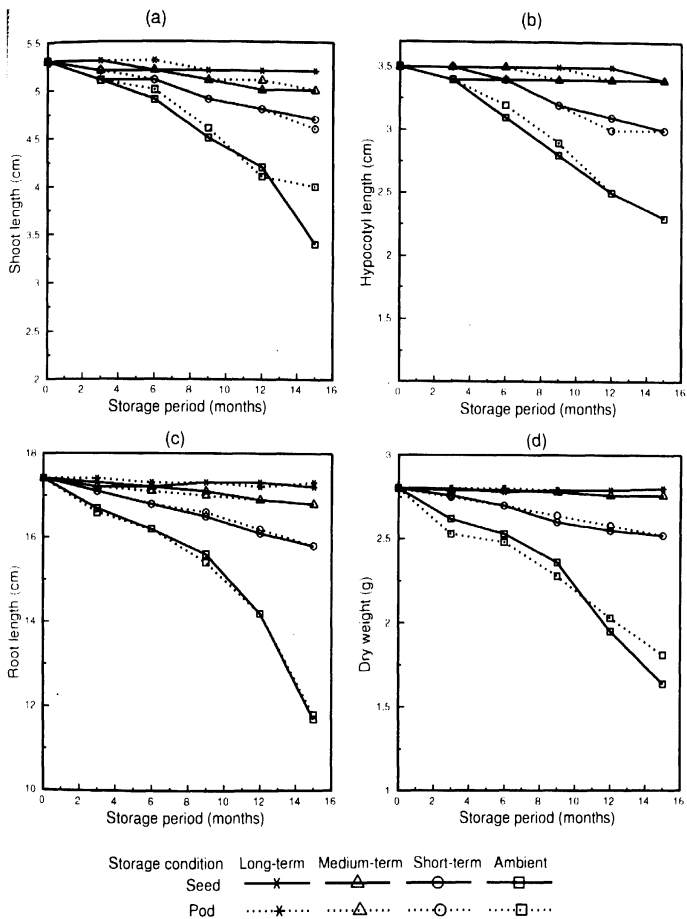 (a)
5 5
5
4.5
4
3.5
3
2.5
2
Shoot length (cm)
0 2 4 6 8 10 12 14 16
Storage period (months)
(b)
3.5
3
2.5
2
1.5
1
Hypocotyl length (cm)
0 2 4 6 8 10 12 14 16
Storage period (months)
(c)
18
16
14
12
10
Root length (cm)
0 2 4 6 8 10 12 14 16
Storage period (months)
(d)
3
2.5
2
1.5
1
Dry weight (g)
0 2 4 6 8 10 12 14 16
Storage period (months)
Storage condition Long-term Medium-term Short-term Ambient
Seed
Pod